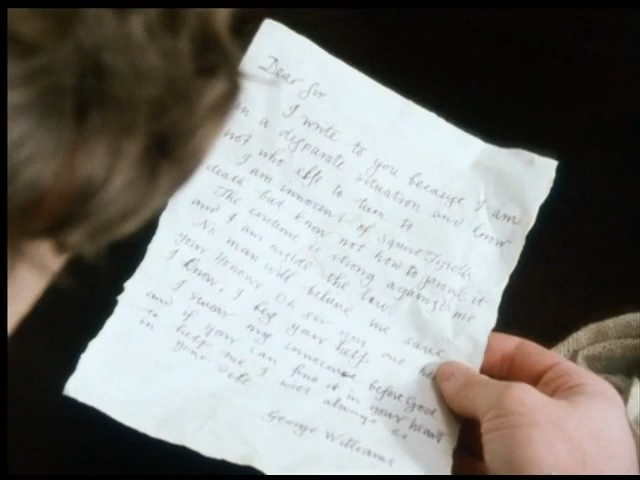 Dear Sir
I write to you because I am
in a disparate situation and know
not who else to turn to
I am innocent of Squire
death but know not how to prove it
The is strong against me
and I am outside the law
No man will believe me save
your Honour Oh sir you are
I know, I beg your help
I swear my innocence before God
and if your can find it in your heart
to help me I will always be
in your debt
George Williams